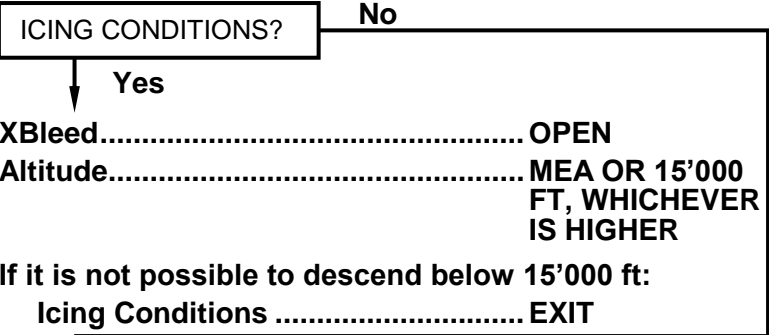 ICING CONDITIONS?
No
Yes
XBleed.................................................. OPEN
Altitude.................................................. MEA OR 15’000
FT, WHICHEVER
IS HIGHER
If it is not possible to descend below 15’000 ft:
Icing Conditions .............................. EXIT